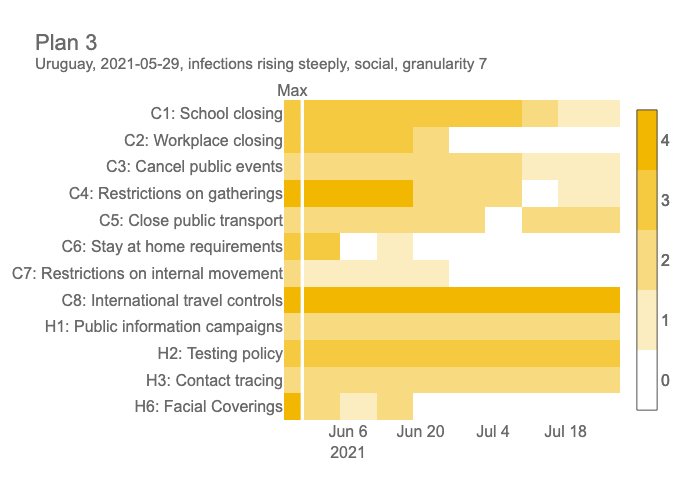 Plan 3
Uruguay, 2021-05-29, infections rising steeply, social, granularity 7
Max
C1: School closing
C2: Workplace closing
C3: Cancel public events
C4: Restrictions on gatherings
C5: Close public transport
C6: Stay at home requirements
C7: Restrictions on internal movement
C8: International travel controls
H1: Public information campaigns
H2: Testing policy
H3: Contact tracing
H6: Facial Coverings
4
3
2
1
0
Jun 6 Jun 20 Jul 4 Jul 18
2021